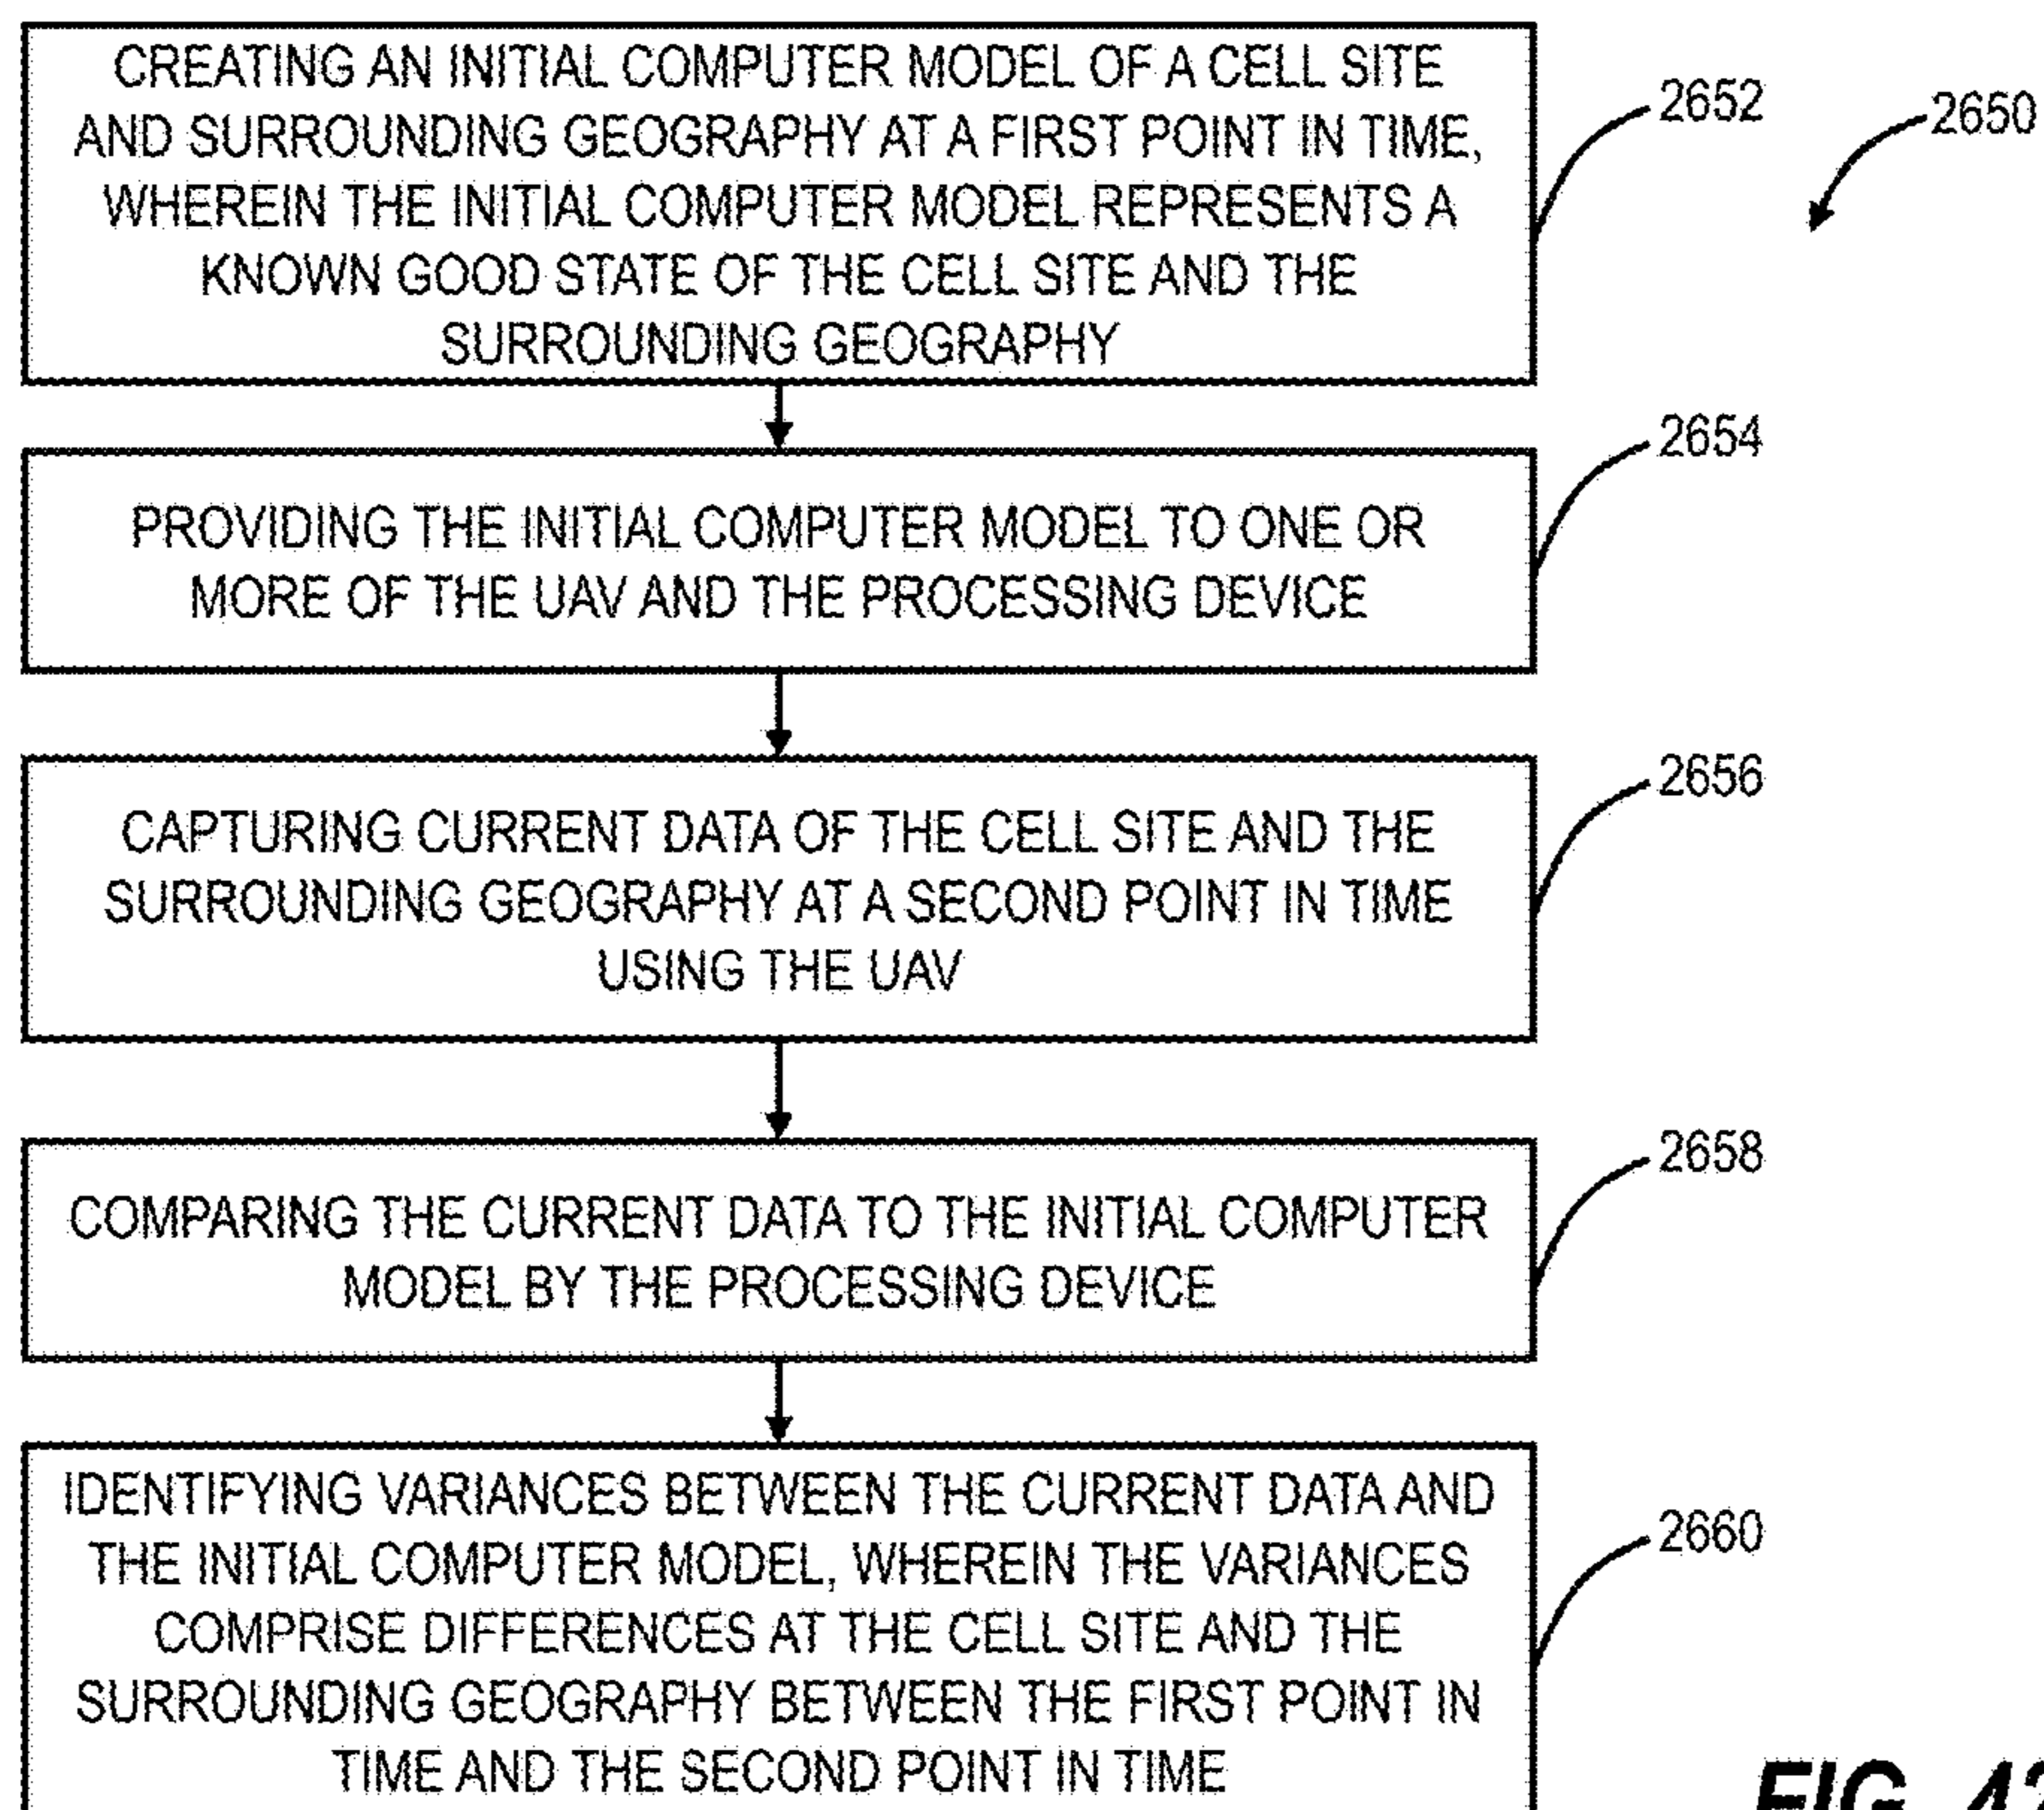 CREATING AN INITIAL COMPUTER MODEL OF A CELL SITE
AND SURROUNDING GEOGRAPHY AT A FIRST POINT IN TIME,
WHEREIN THE INITIAL COMPUTER MODEL REPRESENTS A
KNOWN GOOD STATE OF THE CELL SITE AND THE
SURROUNDING GEOGRAPHY
2652
2650
PROVIDING THE INITIAL COMPUTER MODEL TO ONE OR
MORE OF THE UAV AND THE PROCESSING DEVICE
2654
CAPTURING CURRENT DATA OF THE CELL SITE AND THE
SURROUNDING GEOGRAPHY AT A SECOND POINT IN TIME
USING THE UAV
2656
COMPARING THE CURRENT DATA TO THE INITIAL COMPUTER
MODEL BY THE PROCESSING DEVICE
2658
IDENTIFYING VARIANCES BETWEEN THE CURRENT DATA AND
THE INITIAL COMPUTER MODEL, WHEREIN THE VARIANCES
COMPRISE DIFFERENCES AT THE CELL SITE AND THE
SURROUNDING GEOGRAPHY BETWEEN THE FIRST POINT IN
TIME AND THE SECOND POINT IN TIME
2660
FIG.